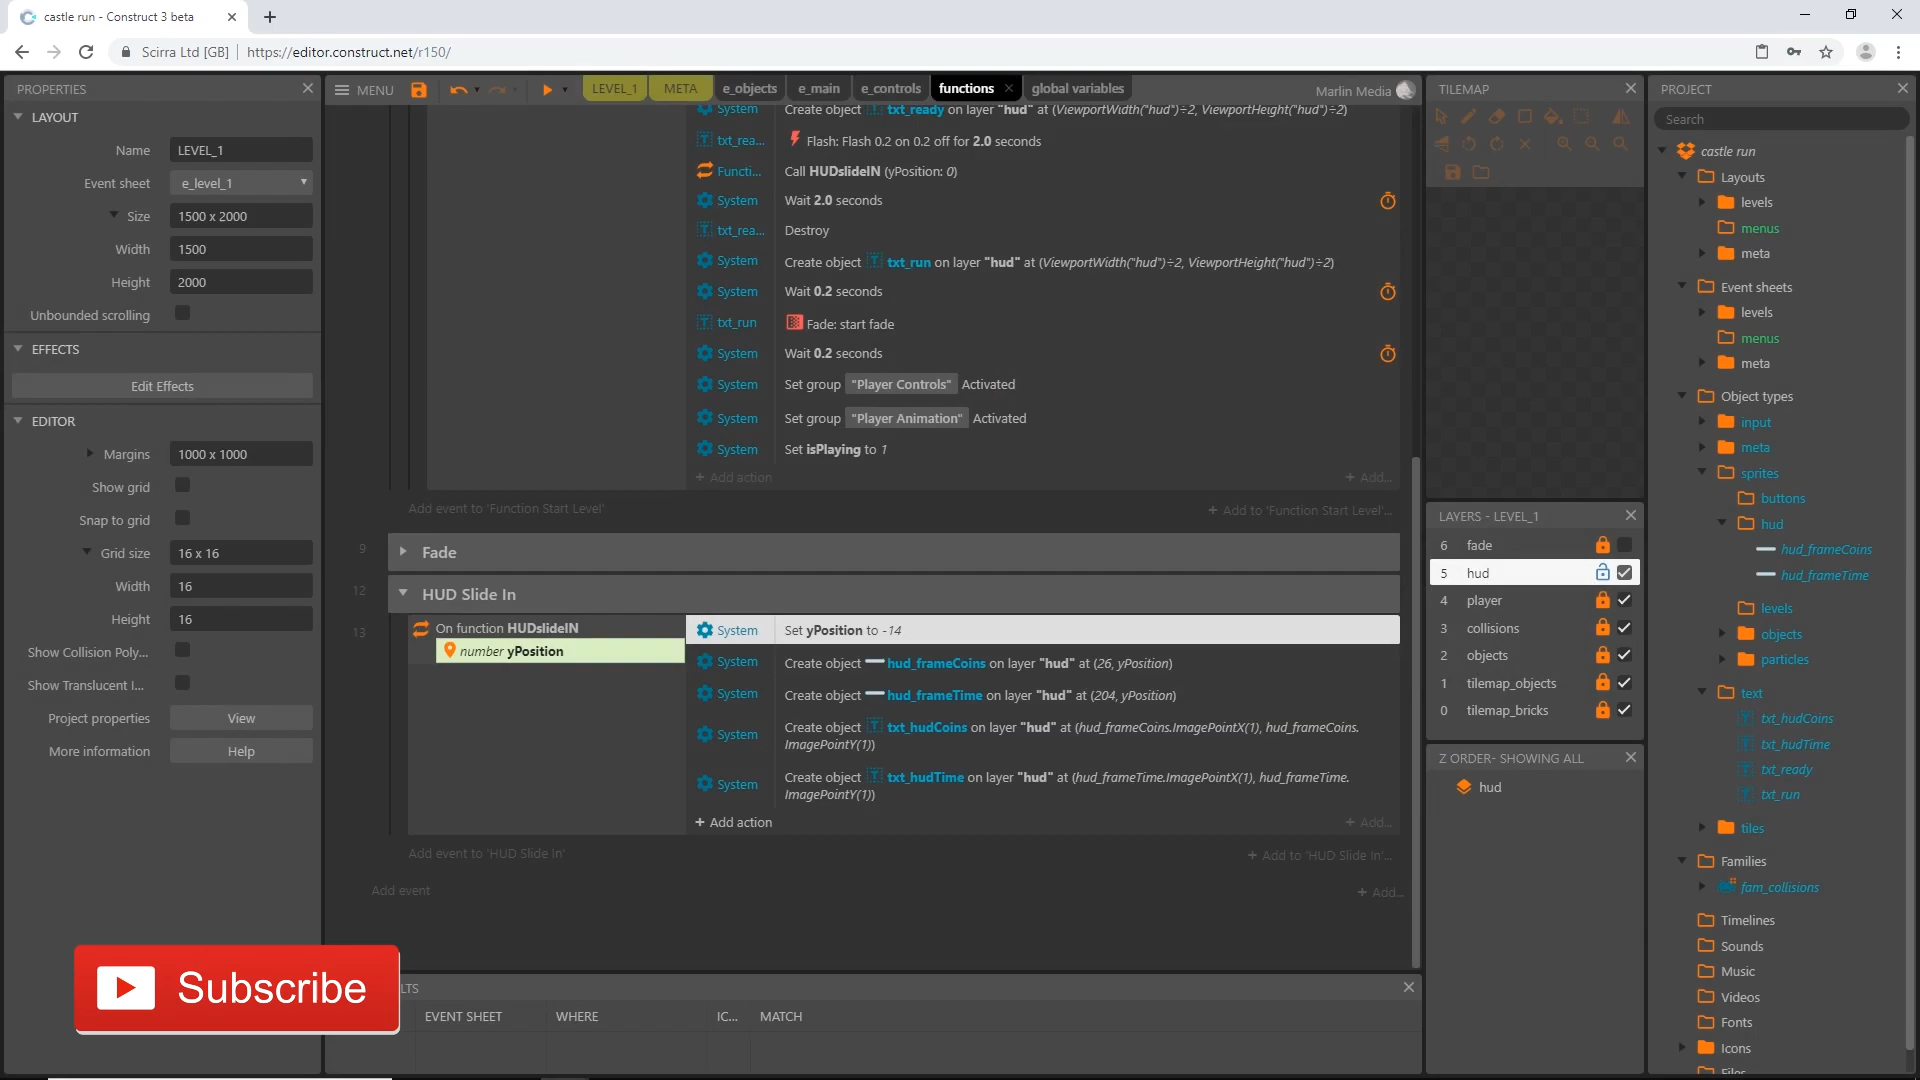 castle run - Construct 3 beta
Scirra Ltd [GB]
https://editor.construct.net/r150/
PROPERTIES
LAYOUT
Name LEVEL_1
Event sheet e_level_1
Size 1500 x 2000
Width 1500
Height 2000
Unbounded scrolling
EFFECTS
Edit Effects
EDITOR
Margins 1000 x 1000
Show grid
Snap to grid
Grid size 16 x 16
Width 16
Height 16
Show Collision Poly...
Show Translucent I...
Project properties View
More information Help
MENU
LEVEL_1
META
e_objects
e_main
e_controls
functions
global variables
Marlin Media
System Create object txt_ready on layer "hud" at (ViewportWidth("hud")÷2, ViewportHeight("hud")÷2)
txt_rea... Flash: Flash 0.2 on 0.2 off for 2.0 seconds
Functi... Call HUDslideIN (yPosition: 0)
System Wait 2.0 seconds
txt_rea... Destroy
System Create object txt_run on layer "hud" at (ViewportWidth("hud")÷2, ViewportHeight("hud")÷2)
System Wait 0.2 seconds
txt_run Fade: start fade
System Wait 0.2 seconds
System Set group "Player Controls" Activated
System Set group "Player Animation" Activated
System Set isPlaying to 1
+ Add action + Add...
Add event to 'Function Start Level' + Add to 'Function Start Level'...
9 Fade
12 HUD Slide In
13 On function HUDslideIN
number yPosition
System Set yPosition to -14
System Create object hud_frameCoins on layer "hud" at (26, yPosition)
System Create object hud_frameTime on layer "hud" at (204, yPosition)
System Create object txt_hudCoins on layer "hud" at (hud_frameCoins.ImagePointX(1), hud_frameCoins.
ImagePointY(1))
System Create object txt_hudTime on layer "hud" at (hud_frameTime.ImagePointX(1), hud_frameTime.
ImagePointY(1))
+ Add action + Add...
Add event to 'HUD Slide In' + Add to 'HUD Slide In'...
Add event + Add...
Subscribe
LTS
EVENT SHEET WHERE IC... MATCH
TILEMAP
LAYERS - LEVEL_1
6 fade
5 hud
4 player
3 collisions
2 objects
1 tilemap_objects
0 tilemap_bricks
Z ORDER- SHOWING ALL
hud
PROJECT
Search
castle run
Layouts
levels
menus
meta
Event sheets
levels
menus
meta
Object types
input
meta
sprites
buttons
hud
hud_frameCoins
hud_frameTime
levels
objects
particles
text
txt_hudCoins
txt_hudTime
txt_ready
txt_run
tiles
Families
fam_collisions
Timelines
Sounds
Music
Videos
Fonts
Icons
Files